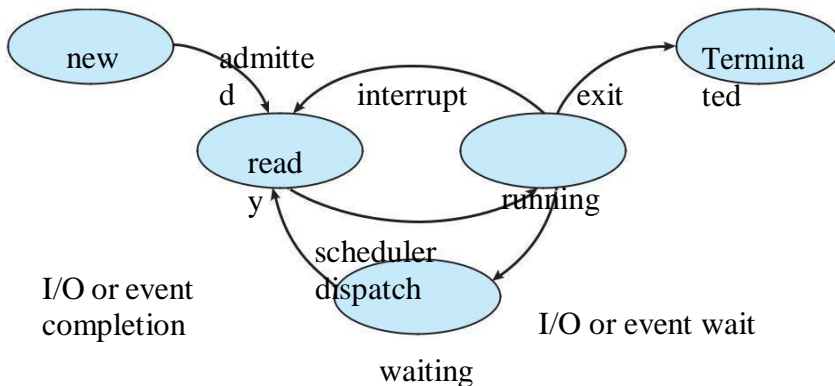 new
admitte
d
interrupt
exit
Termina
ted
read
y
running
scheduler
dispatch
I/O or event
completion
I/O or event wait
waiting